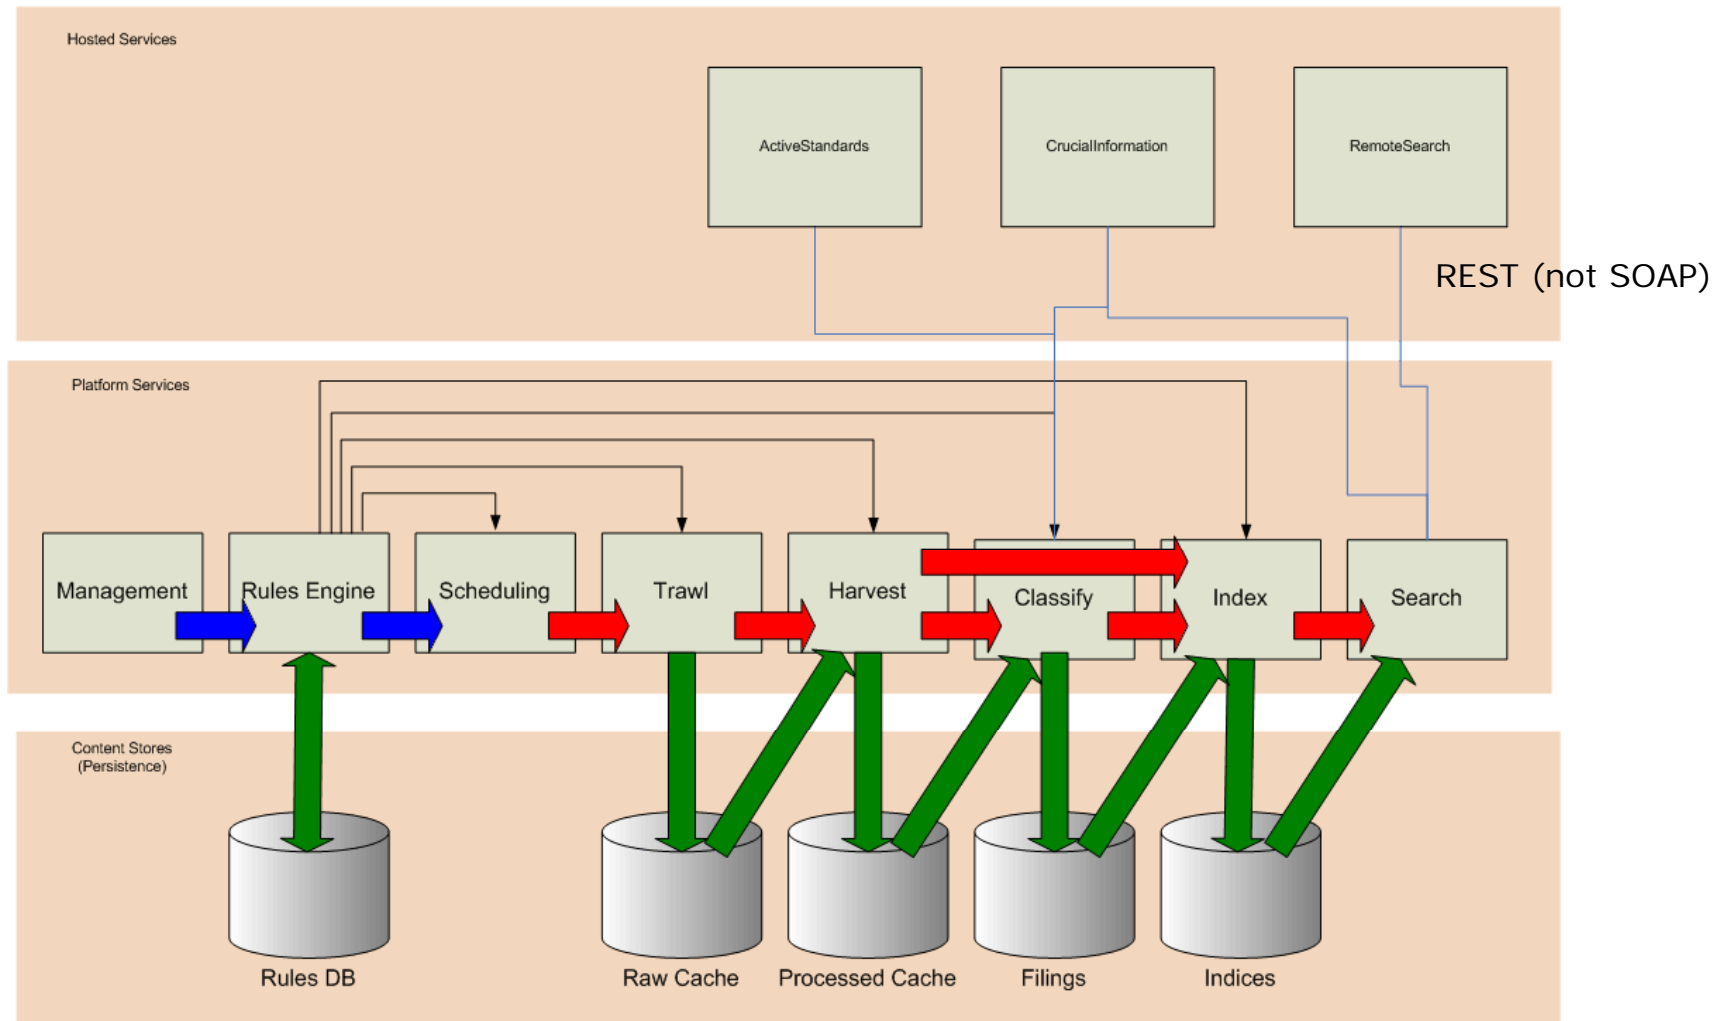 Hosted Services
ActiveStandards
CrucialInformation
RemoteSearch
REST (not SOAP)
Platform Services
Management
Rules Engine
Scheduling
Trawl
Harvest
Classify
Index
Search
Content Stores
(Persistence)
Rules DB
Raw Cache
Processed Cache
Filings
Indices